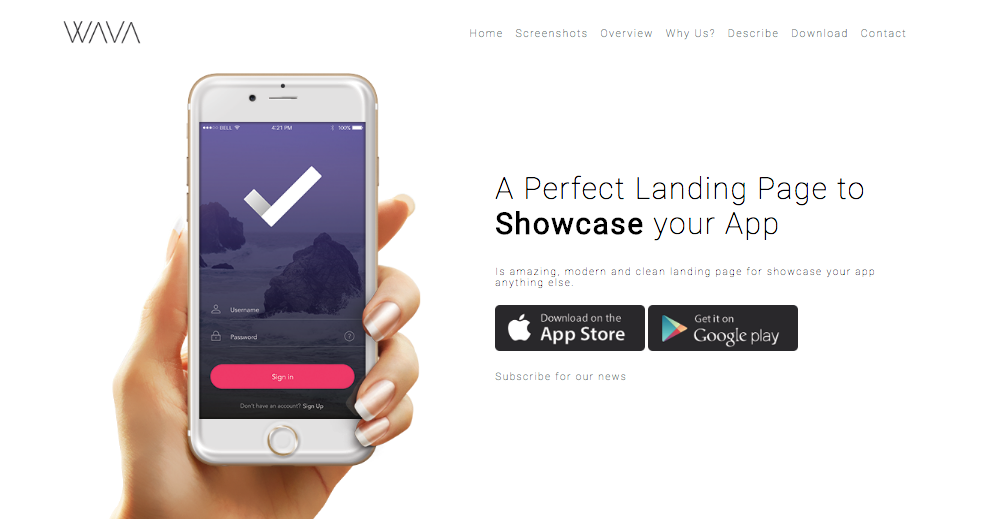 WAVA
Home Screenshots Overview Why Us? Describe Download Contact
BELL 4:21 PM 100%
Username
Password
?
Sign in
Don't have an account? Sign Up
A Perfect Landing Page to
Showcase your App
Is amazing, modern and clean landing page for showcase your app
anything else.
Download on the
App Store
Get it on
Google play
Subscribe for our news